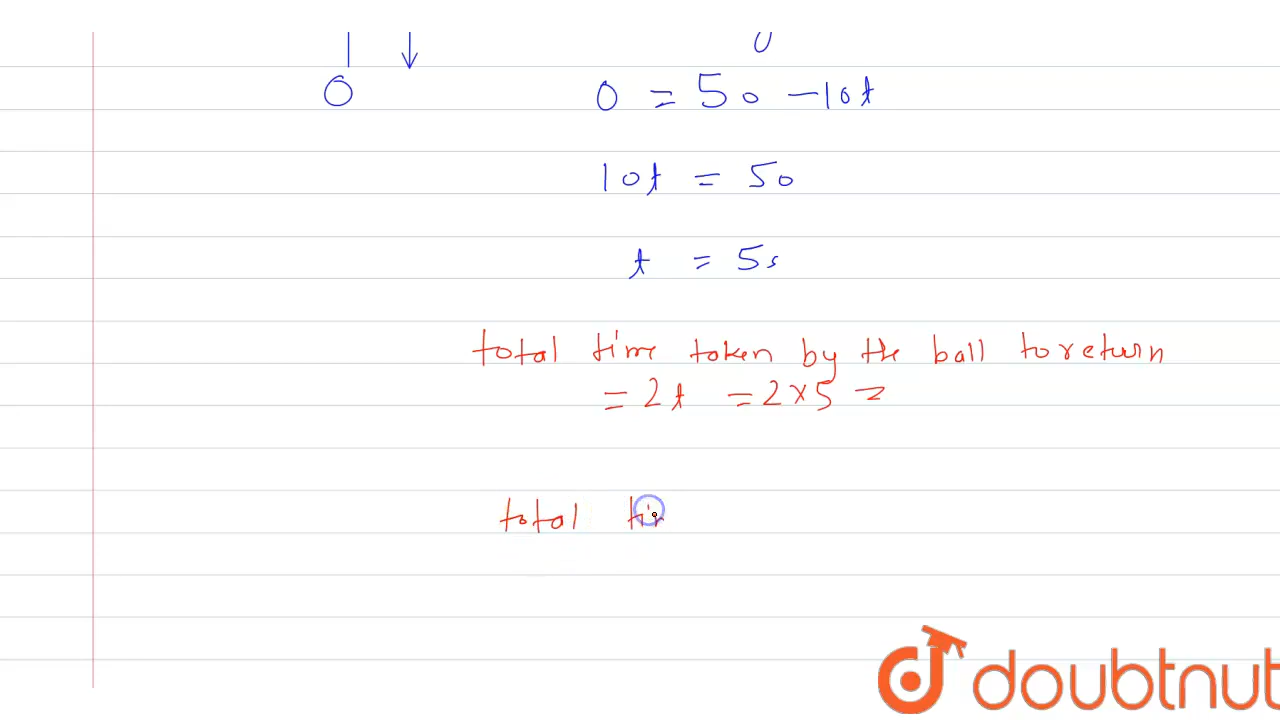 0
0 = 50 - 10t
10t = 50
t = 5s
total time taken by the ball to return
= 2t = 2 x 5 =
total
doubtnut